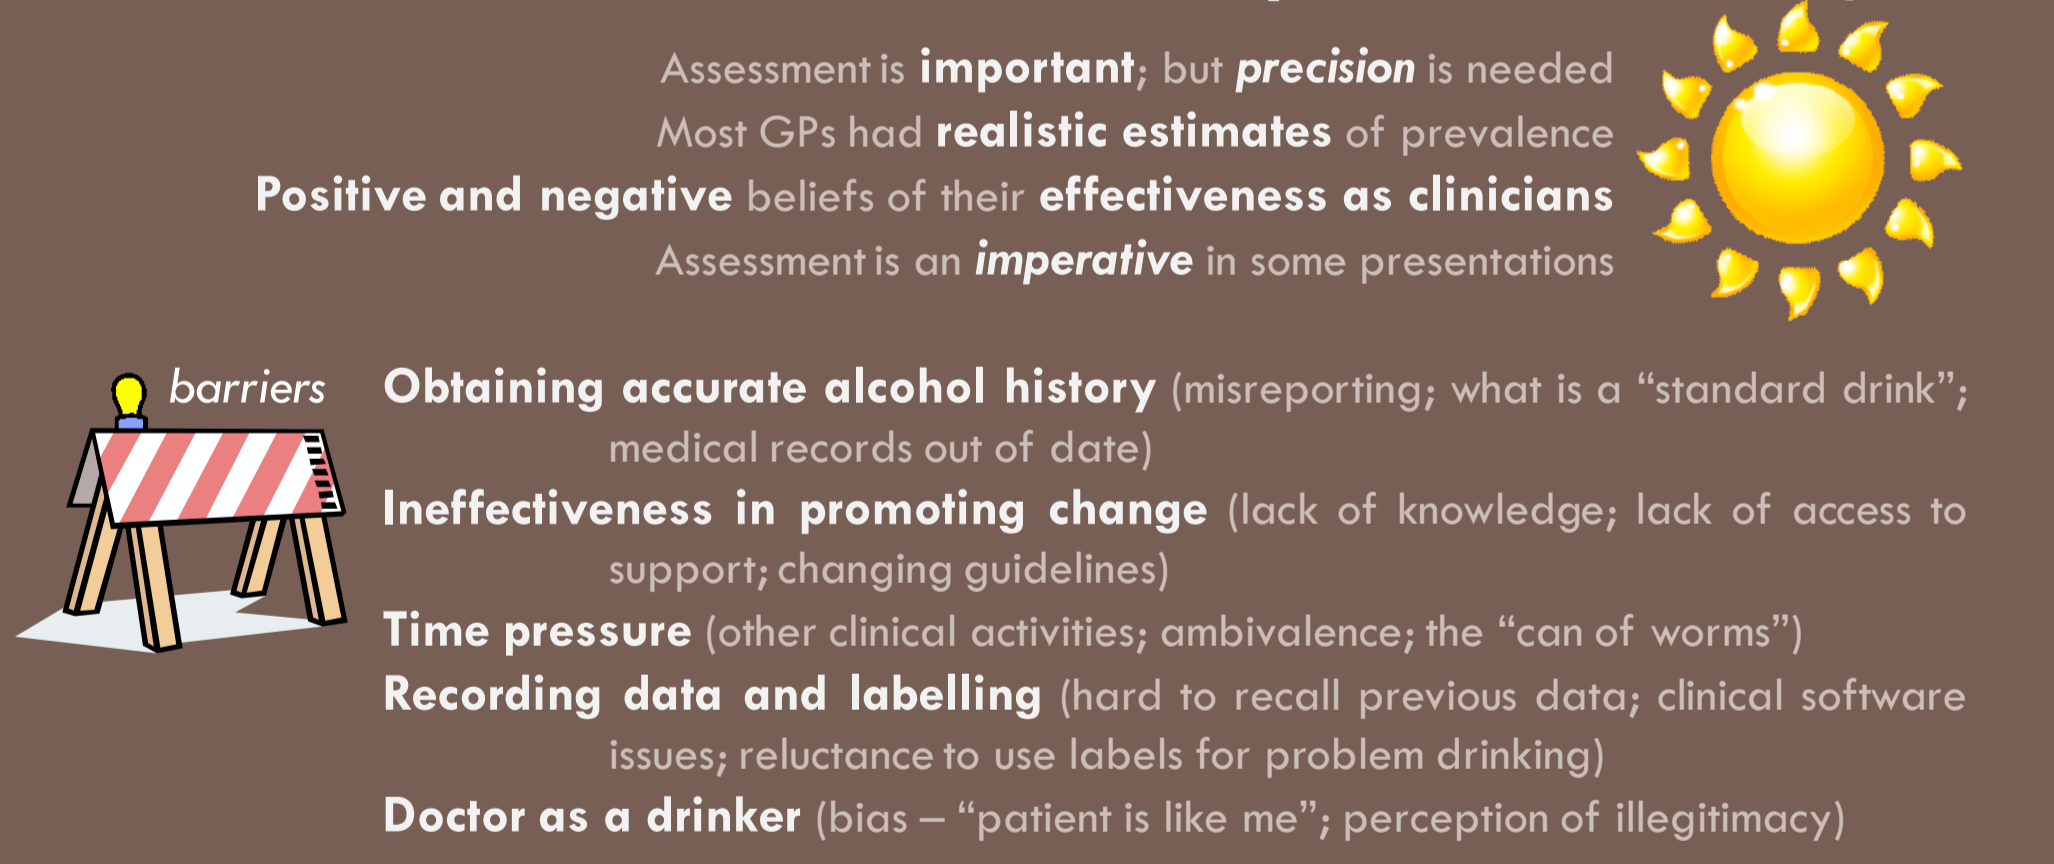 Assessment is important; but precision is needed
Most GPs had realistic estimates of prevalence
Positive and negative beliefs of their effectiveness as clinicians
Assessment is an imperative in some presentations
barriers
Obtaining accurate alcohol history (misreporting; what is a “standard drink”;
medical records out of date)
Ineffectiveness in promoting change (lack of knowledge; lack of access to
support; changing guidelines)
Time pressure (other clinical activities; ambivalence; the “can of worms”)
Recording data and labelling (hard to recall previous data; clinical software
issues; reluctance to use labels for problem drinking)
Doctor as a drinker (bias – “patient is like me”; perception of illegitimacy)